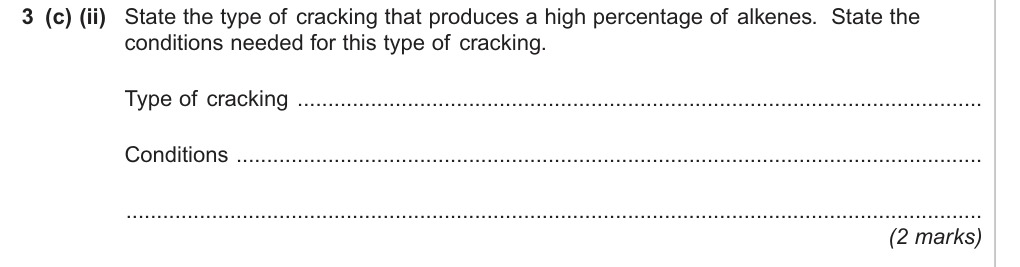 3 (c) (ii) State the type of cracking that produces a high percentage of alkenes. State the
conditions needed for this type of cracking.
Type of cracking ..............................................................................................................
Conditions ........................................................................................................................
..........................................................................................................................................
(2 marks)